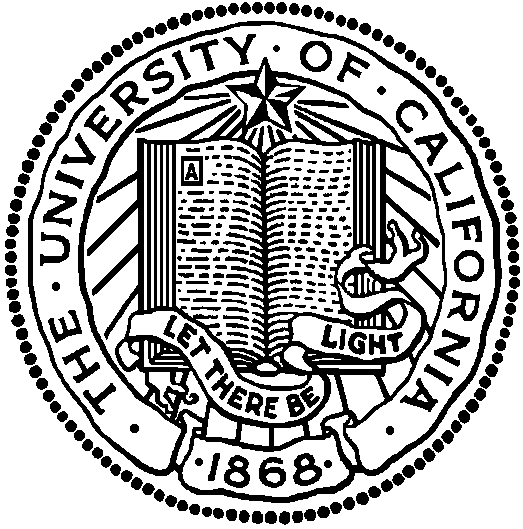 ·THE·UNIVERSITY·OF·CALIFORNIA·
A
LET THERE BE LIGHT
·1868·